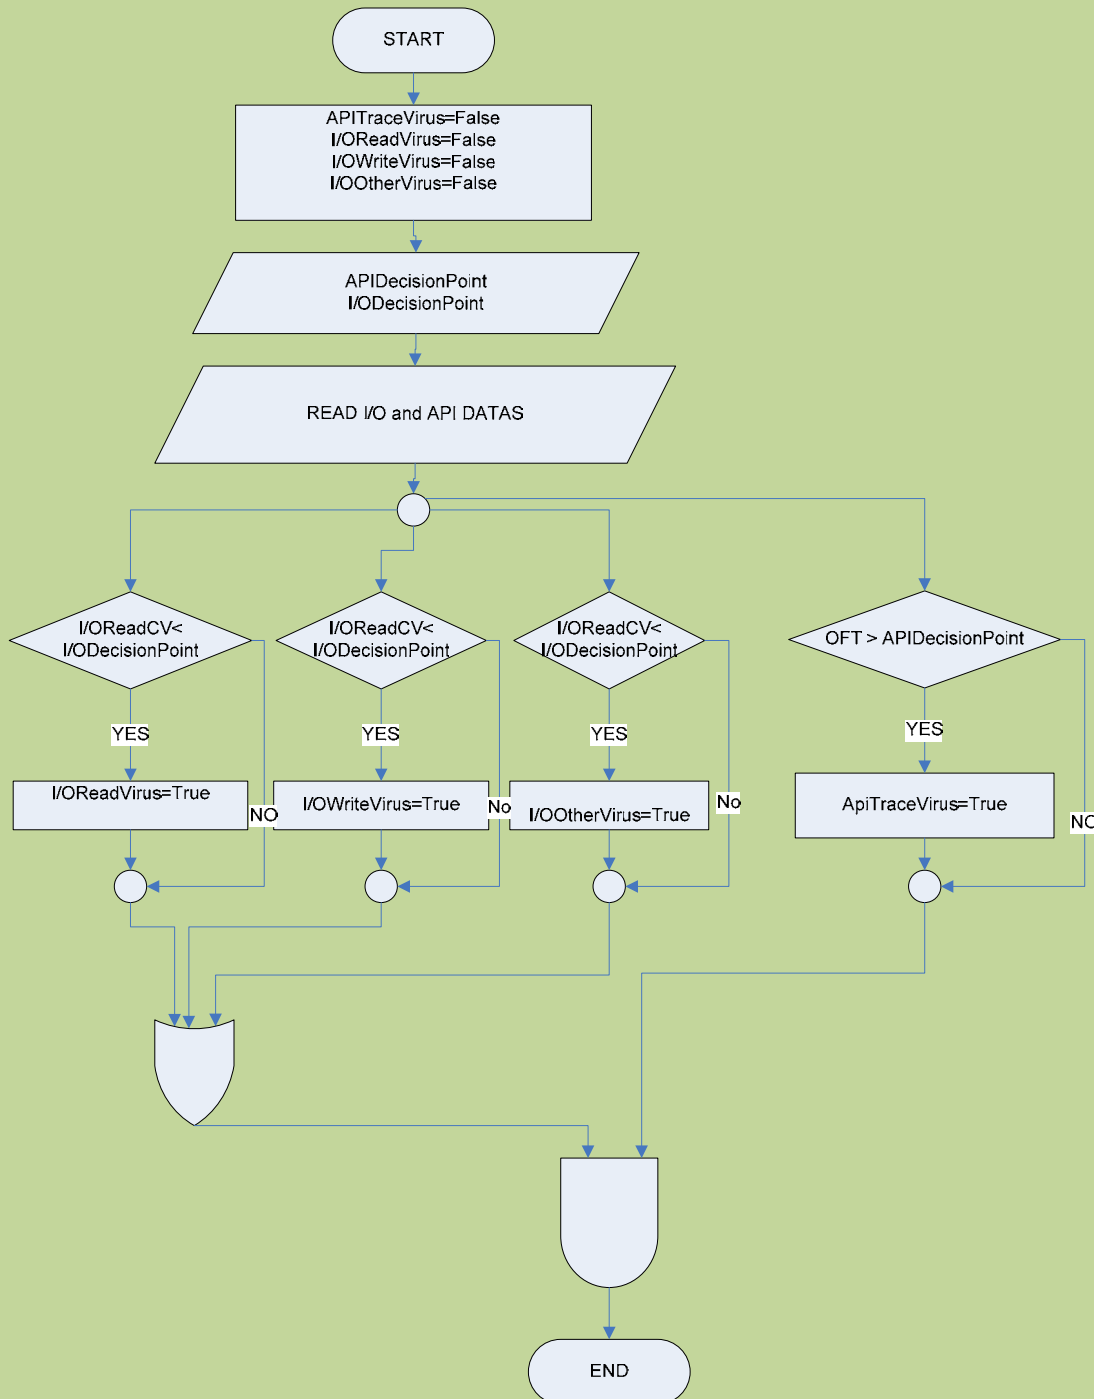 START
APITraceVirus=False
I/OReadVirus=False
I/OWriteVirus=False
I/OOtherVirus=False
APIDecisionPoint
I/ODecisionPoint
READ I/O and API DATAS
I/OReadCV<
I/ODecisionPoint
I/OReadCV<
I/ODecisionPoint
I/OReadCV<
I/ODecisionPoint
OFT > APIDecisionPoint
YES
YES
YES
YES
I/OReadVirus=True
I/OWriteVirus=True
I/OOtherVirus=True
ApiTraceVirus=True
NO
No
No
NO
END